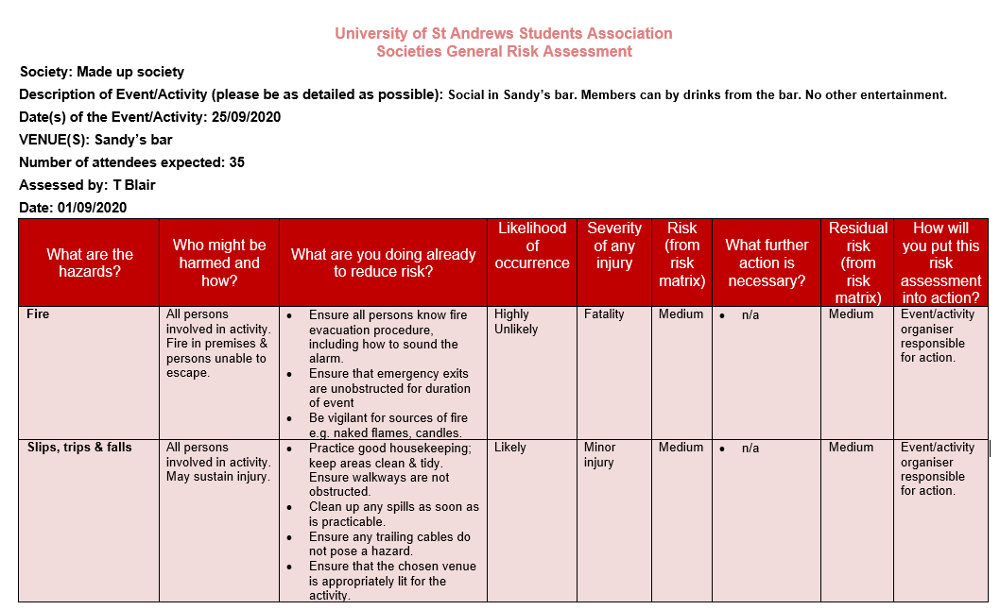 University of St Andrews Students Association
Societies General Risk Assessment
Society: Made up society
Description of Event/Activity (please be as detailed as possible): Social in Sandy's bar. Members can by drinks from the bar. No other entertainment.
Date(s) of the Event/Activity: 25/09/2020
VENUE(S): Sandy's bar
Number of attendees expected: 35
Assessed by: T Blair
Date: 01/09/2020
What are the
hazards?
Who might be
harmed and
how?
What are you doing already
to reduce risk?
Likelihood
of
occurrence
Severity
of any
injury
Risk
(from
risk
matrix)
What further
action is
necessary?
Residual
risk
(from
risk
matrix)
How will
you put this
risk
assessment
into action?
Fire
All persons
involved in activity.
Fire in premises &
persons unable to
escape.
• Ensure all persons know fire
evacuation procedure,
including how to sound the
alarm.
• Ensure that emergency exits
are unobstructed for duration
of event
• Be vigilant for sources of fire
e.g. naked flames, candles.
Highly
Unlikely
Fatality
Medium
• n/a
Medium
Event/activity
organiser
responsible
for action.
Slips, trips & falls
All persons
involved in activity.
May sustain injury.
• Practice good housekeeping;
keep areas clean & tidy.
Ensure walkways are not
obstructed.
• Clean up any spills as soon as
is practicable.
• Ensure any trailing cables do
not pose a hazard.
• Ensure that the chosen venue
is appropriately lit for the
activity.
Likely
Minor
injury
Medium
• n/a
Medium
Event/activity
organiser
responsible
for action.